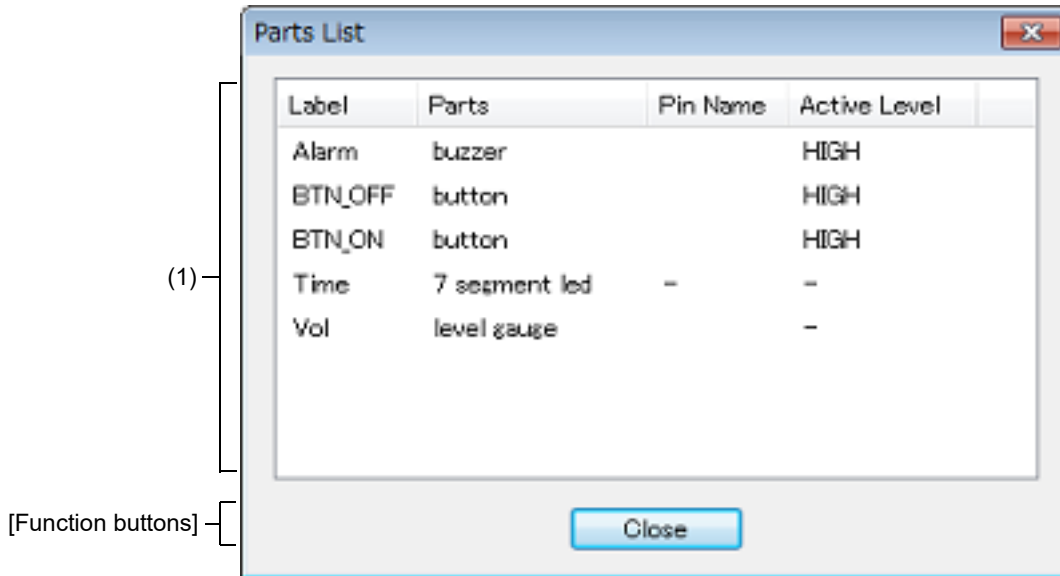 Parts List
Label Parts Pin Name Active Level
Alarm buzzer HIGH
BTN_OFF button HIGH
BTN_ON button HIGH
(1) Time 7 segment led - -
Vol level gauge -
[Function buttons] Close